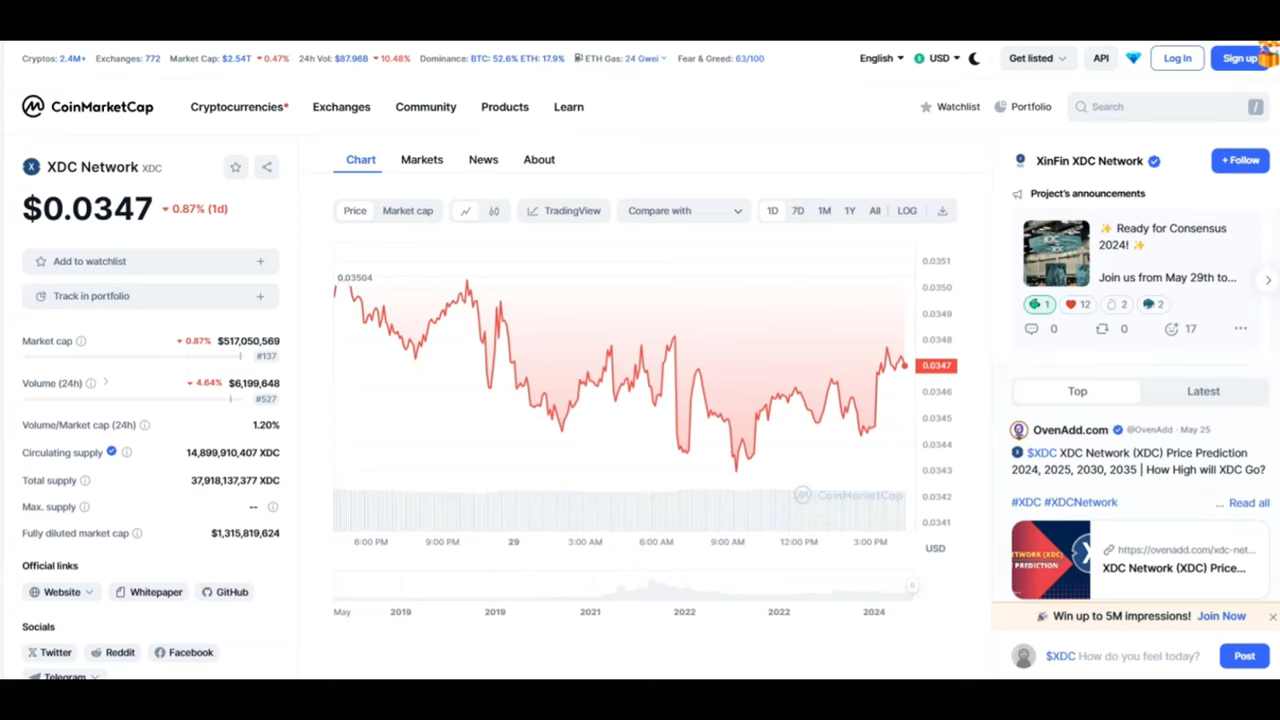 Cryptos: 2.4M+ Exchanges: 772 Market Cap: $2.54T 0.47% 24h Vol: $87.96B 10.48% Dominance: BTC: 52.6% ETH: 17.9% ETH Gas: 24 Gwei Fear & Greed: 63/100 English USD Get listed API Log In Sign up
CoinMarketCap Cryptocurrencies* Exchanges Community Products Learn Watchlist Portfolio Search /
XDC Network XDC
$0.0347 0.87% (1d)
Add to watchlist +
Track in portfolio +
Market cap 0.87% $517,050,569
#137
Volume (24h) 4.64% $6,199,648
#527
Volume/Market cap (24h) 1.20%
Circulating supply 14,899,910,407 XDC
Total supply 37,918,137,377 XDC
Max. supply --
Fully diluted market cap $1,315,819,624
Official links
Website Whitepaper GitHub
Socials
Twitter Reddit Facebook
Telegram
Chart Markets News About
Price Market cap TradingView Compare with 1D 7D 1M 1Y All LOG
0.03504
0.0351
0.0350
0.0349
0.0348
0.0347
0.0346
0.0345
0.0344
0.0343
0.0342
0.0341
CoinMarketCap
6:00 PM 9:00 PM 29 3:00 AM 6:00 AM 9:00 AM 12:00 PM 3:00 PM USD
May 2019 2019 2021 2022 2022 2024
XinFin XDC Network + Follow
Project's announcements
✨ Ready for Consensus
2024! ✨
Join us from May 29th to...
1 12 2 2
0 0 17 ...
Top Latest
OvenAdd.com @OvenAdd · May 25
$XDC XDC Network (XDC) Price Prediction
2024, 2025, 2030, 2035 | How High will XDC Go?
#XDC #XDCNetwork ... Read all
ETWORK (XDC)
PREDICTION
https://ovenadd.com/xdc-net...
XDC Network (XDC) Price...
Win up to 5M impressions! Join Now
$XDC How do you feel today? Post